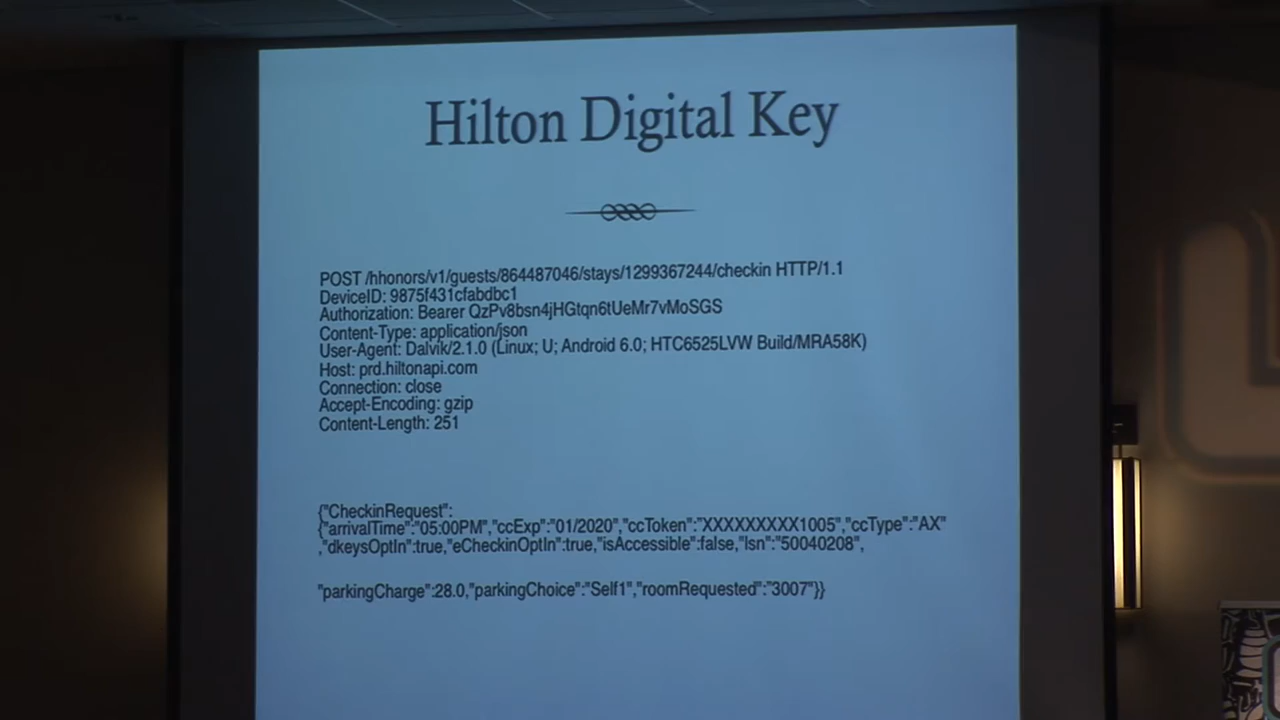 Hilton Digital Key
POST /hhonors/v1/guests/864487046/stays/1299367244/checkin HTTP/1.1
DeviceID: 9875f431cfabdbc1
Authorization: Bearer QzPv8bsn4jHGtqn6tUeMr7vMoSGS
Content-Type: application/json
User-Agent: Dalvik/2.1.0 (Linux; U; Android 6.0; HTC6525LVW Build/MRA58K)
Host: prd.hiltonapi.com
Connection: close
Accept-Encoding: gzip
Content-Length: 251
{"CheckinRequest":
{"arrivalTime":"05:00PM","ccExp":"01/2020","ccToken":"XXXXXXXXX1005","ccType":"AX"
,"dkeysOptIn":true,"eCheckinOptIn":true,"isAccessible":false,"lsn":"50040208",
"parkingCharge":28.0,"parkingChoice":"Self1","roomRequested":"3007"}}